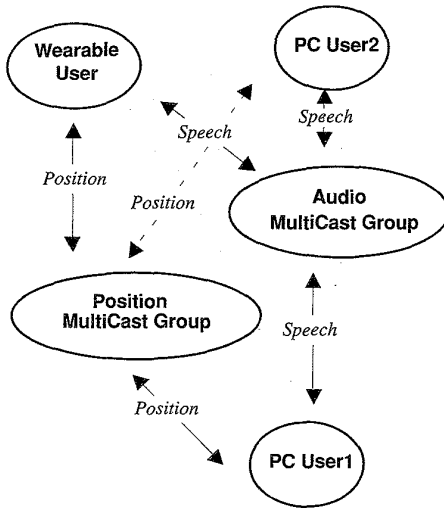 Wearable
User
PC User2
Speech
Speech
Position
Position
Audio
MultiCast Group
Position
MultiCast Group
Speech
Position
PC User1